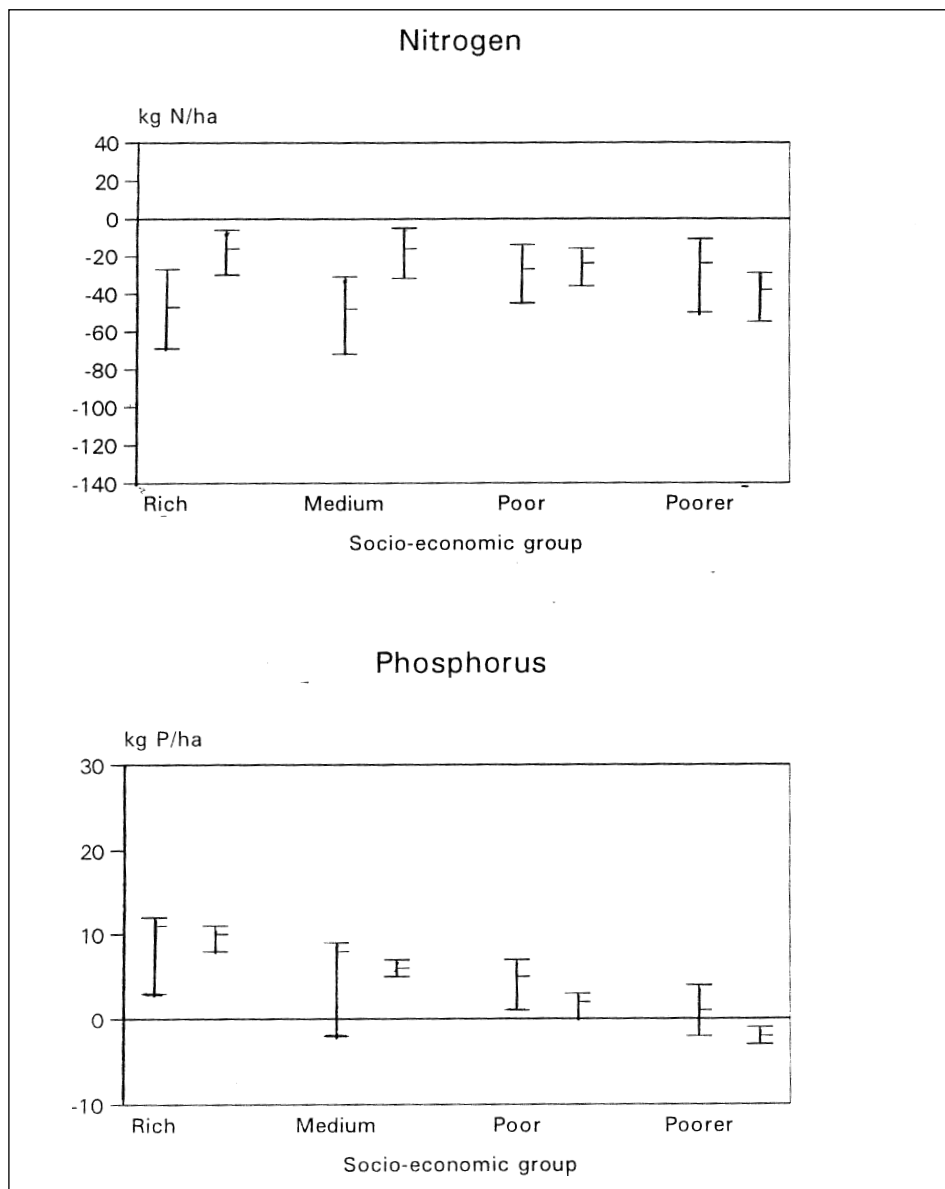 Nitrogen
kg N/ha
40
20
0
-20
-40
-60
-80
-100
-120
-140
Rich Medium Poor Poorer
Socio-economic group
Phosphorus
kg P/ha
30
20
10
0
-10
Rich Medium Poor Poorer
Socio-economic group